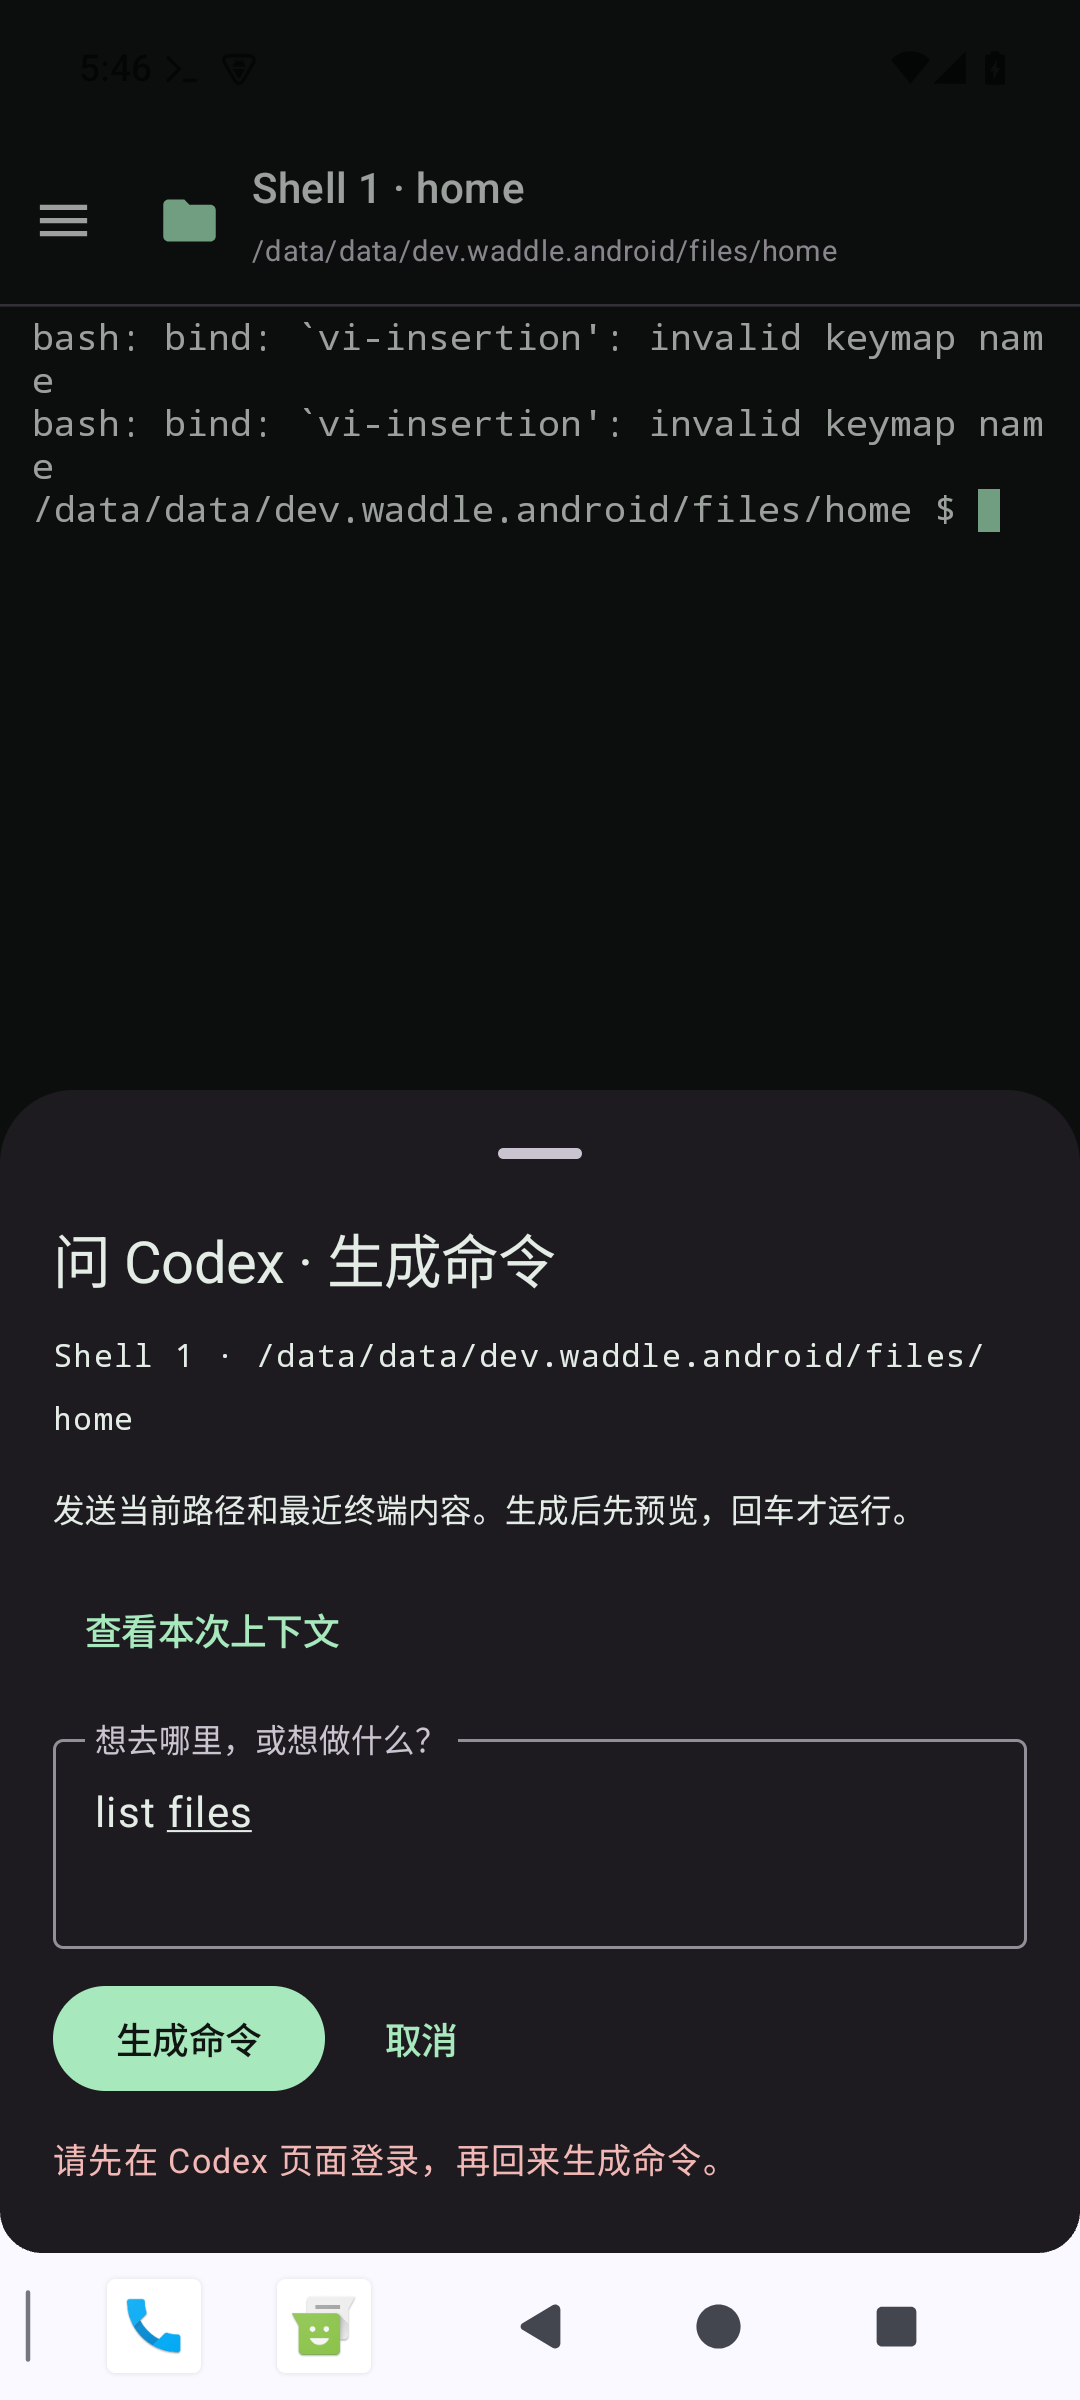 5:46
Shell 1 · home
/data/data/dev.waddle.android/files/home
bash: bind: `vi-insertion': invalid keymap nam
e
bash: bind: `vi-insertion': invalid keymap nam
e
/data/data/dev.waddle.android/files/home $
问 Codex · 生成命令
Shell 1 · /data/data/dev.waddle.android/files/
home
发送当前路径和最近终端内容。生成后先预览，回车才运行。
查看本次上下文
想去哪里，或想做什么？
list files
生成命令
取消
请先在 Codex 页面登录，再回来生成命令。